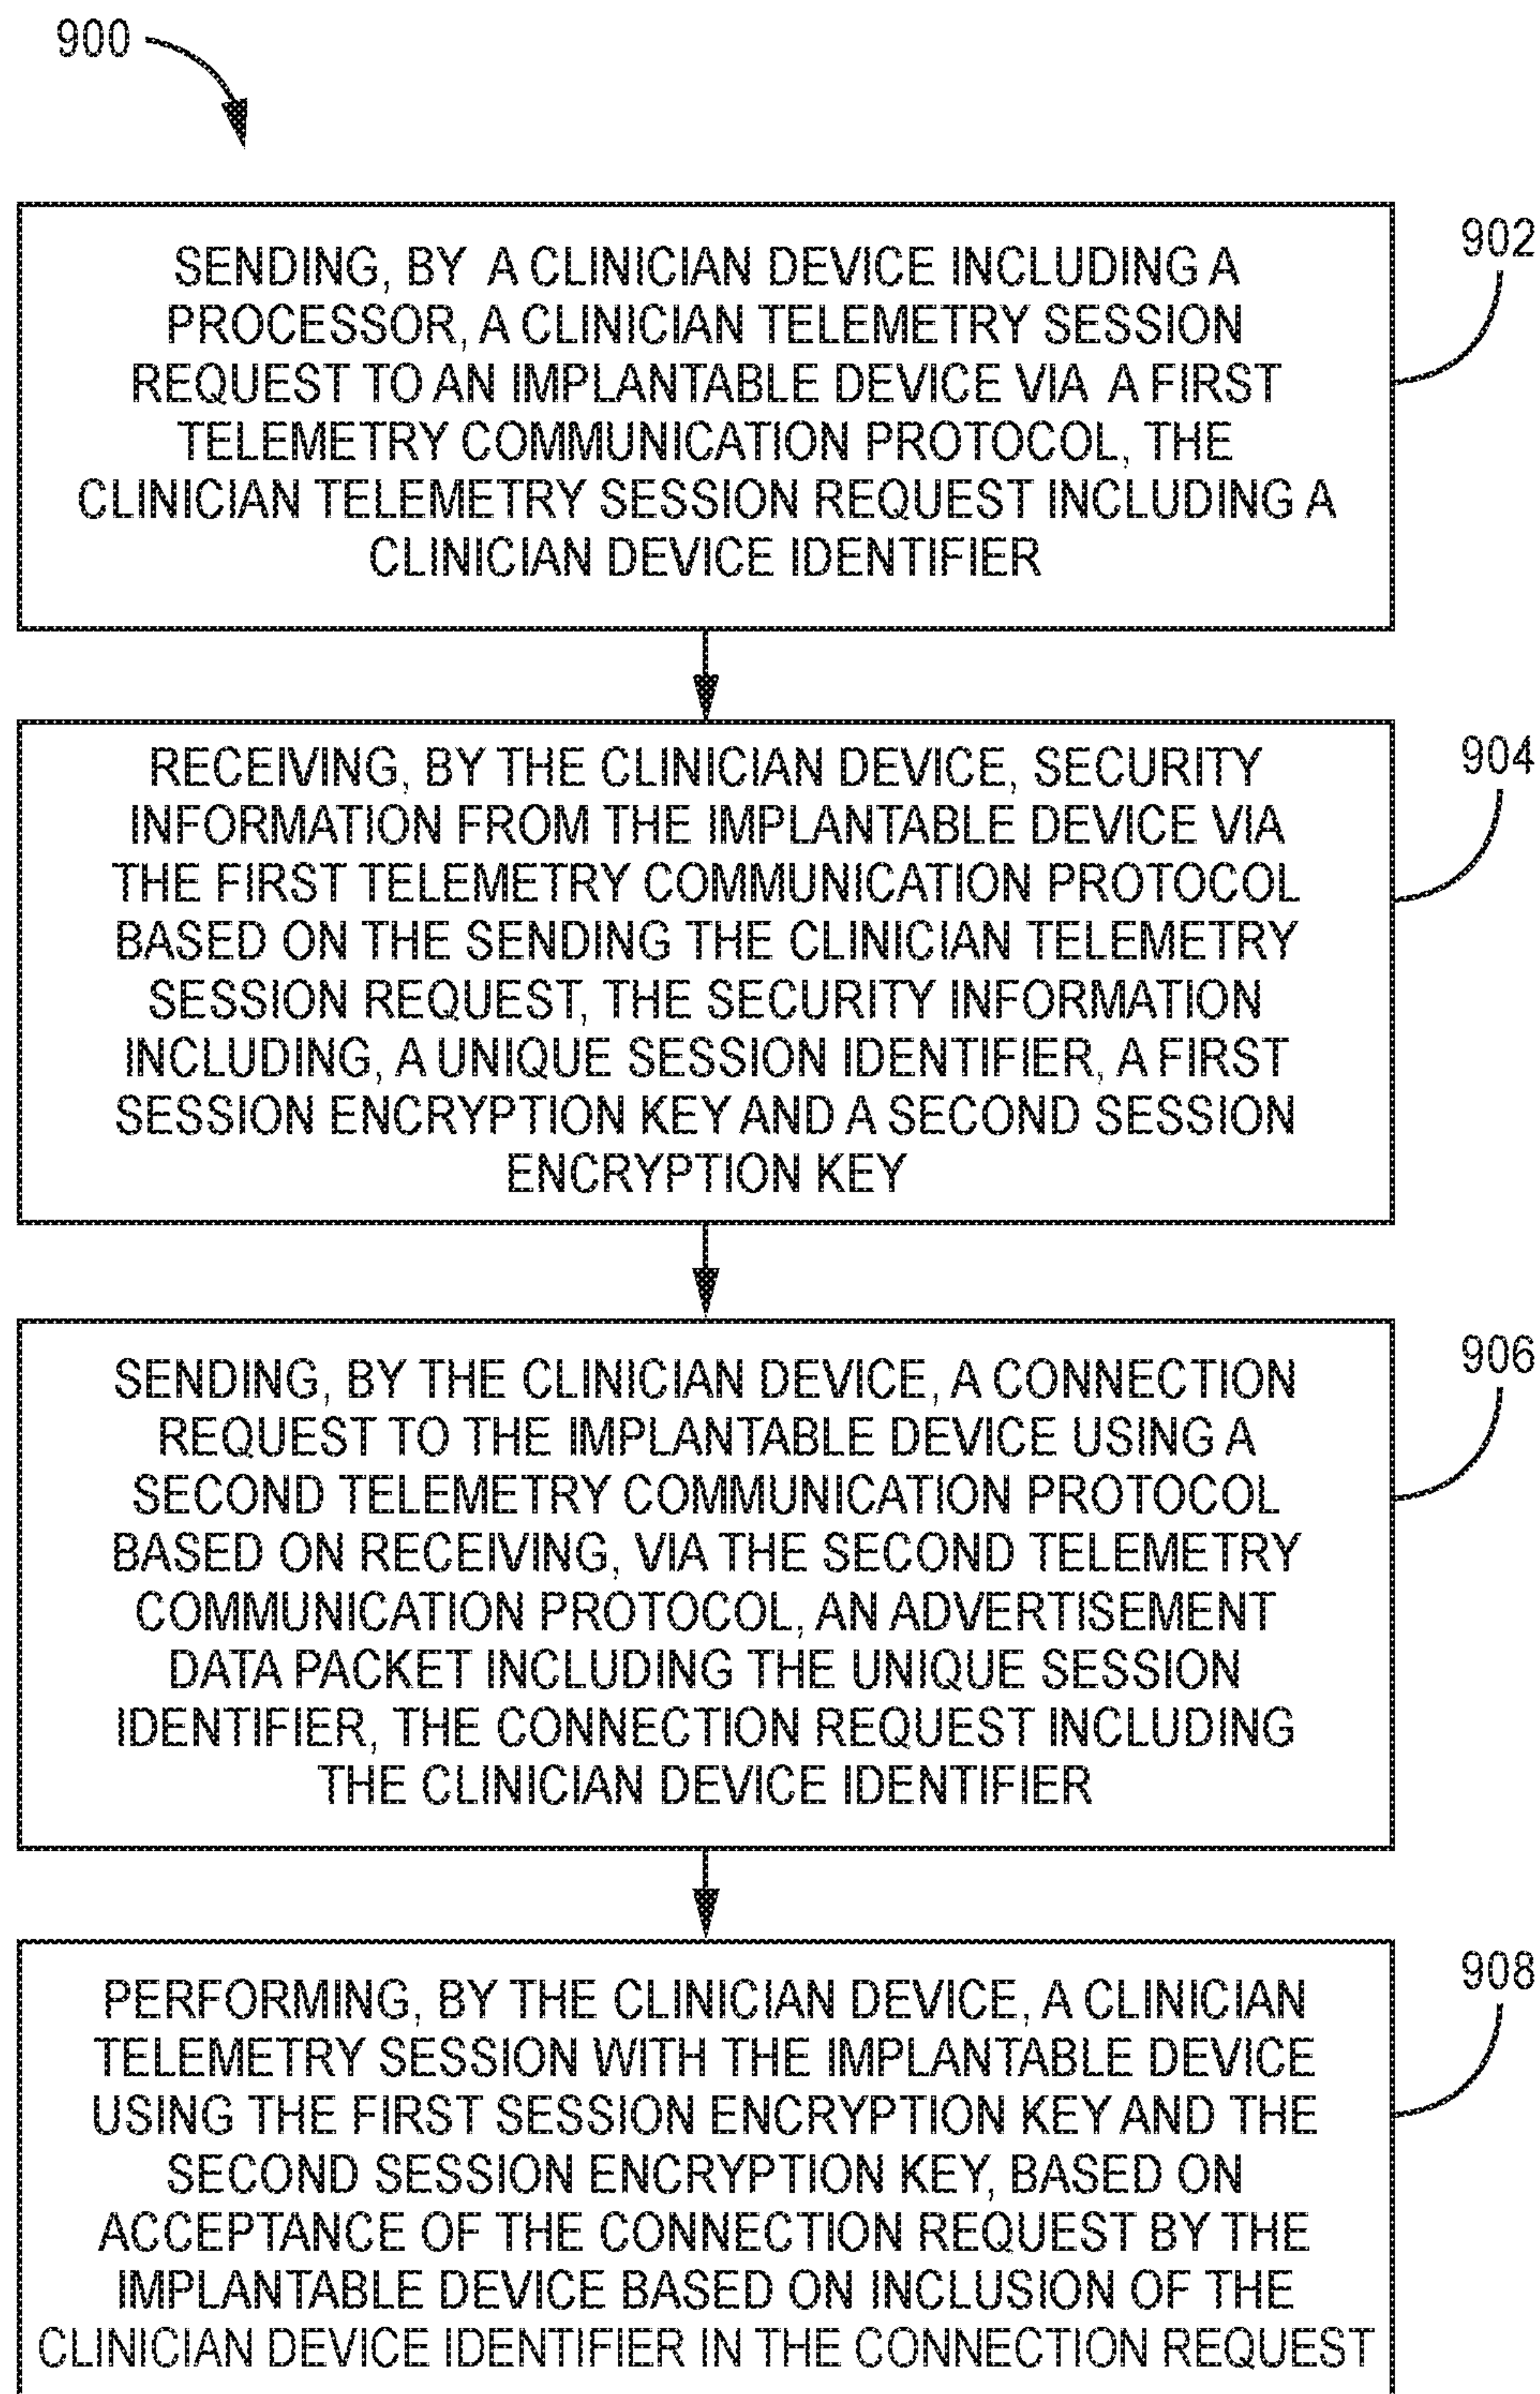 900
902
SENDING, BY A CLINICIAN DEVICE INCLUDING A
PROCESSOR, A CLINICIAN TELEMETRY SESSION
REQUEST TO AN IMPLANTABLE DEVICE VIA A FIRST
TELEMETRY COMMUNICATION PROTOCOL, THE
CLINICIAN TELEMETRY SESSION REQUEST INCLUDING A
CLINICIAN DEVICE IDENTIFIER
904
RECEIVING, BY THE CLINICIAN DEVICE, SECURITY
INFORMATION FROM THE IMPLANTABLE DEVICE VIA
THE FIRST TELEMETRY COMMUNICATION PROTOCOL
BASED ON THE SENDING THE CLINICIAN TELEMETRY
SESSION REQUEST, THE SECURITY INFORMATION
INCLUDING, A UNIQUE SESSION IDENTIFIER, A FIRST
SESSION ENCRYPTION KEY AND A SECOND SESSION
ENCRYPTION KEY
906
SENDING, BY THE CLINICIAN DEVICE, A CONNECTION
REQUEST TO THE IMPLANTABLE DEVICE USING A
SECOND TELEMETRY COMMUNICATION PROTOCOL
BASED ON RECEIVING, VIA THE SECOND TELEMETRY
COMMUNICATION PROTOCOL, AN ADVERTISEMENT
DATA PACKET INCLUDING THE UNIQUE SESSION
IDENTIFIER, THE CONNECTION REQUEST INCLUDING
THE CLINICIAN DEVICE IDENTIFIER
908
PERFORMING, BY THE CLINICIAN DEVICE, A CLINICIAN
TELEMETRY SESSION WITH THE IMPLANTABLE DEVICE
USING THE FIRST SESSION ENCRYPTION KEY AND THE
SECOND SESSION ENCRYPTION KEY, BASED ON
ACCEPTANCE OF THE CONNECTION REQUEST BY THE
IMPLANTABLE DEVICE BASED ON INCLUSION OF THE
CLINICIAN DEVICE IDENTIFIER IN THE CONNECTION REQUEST